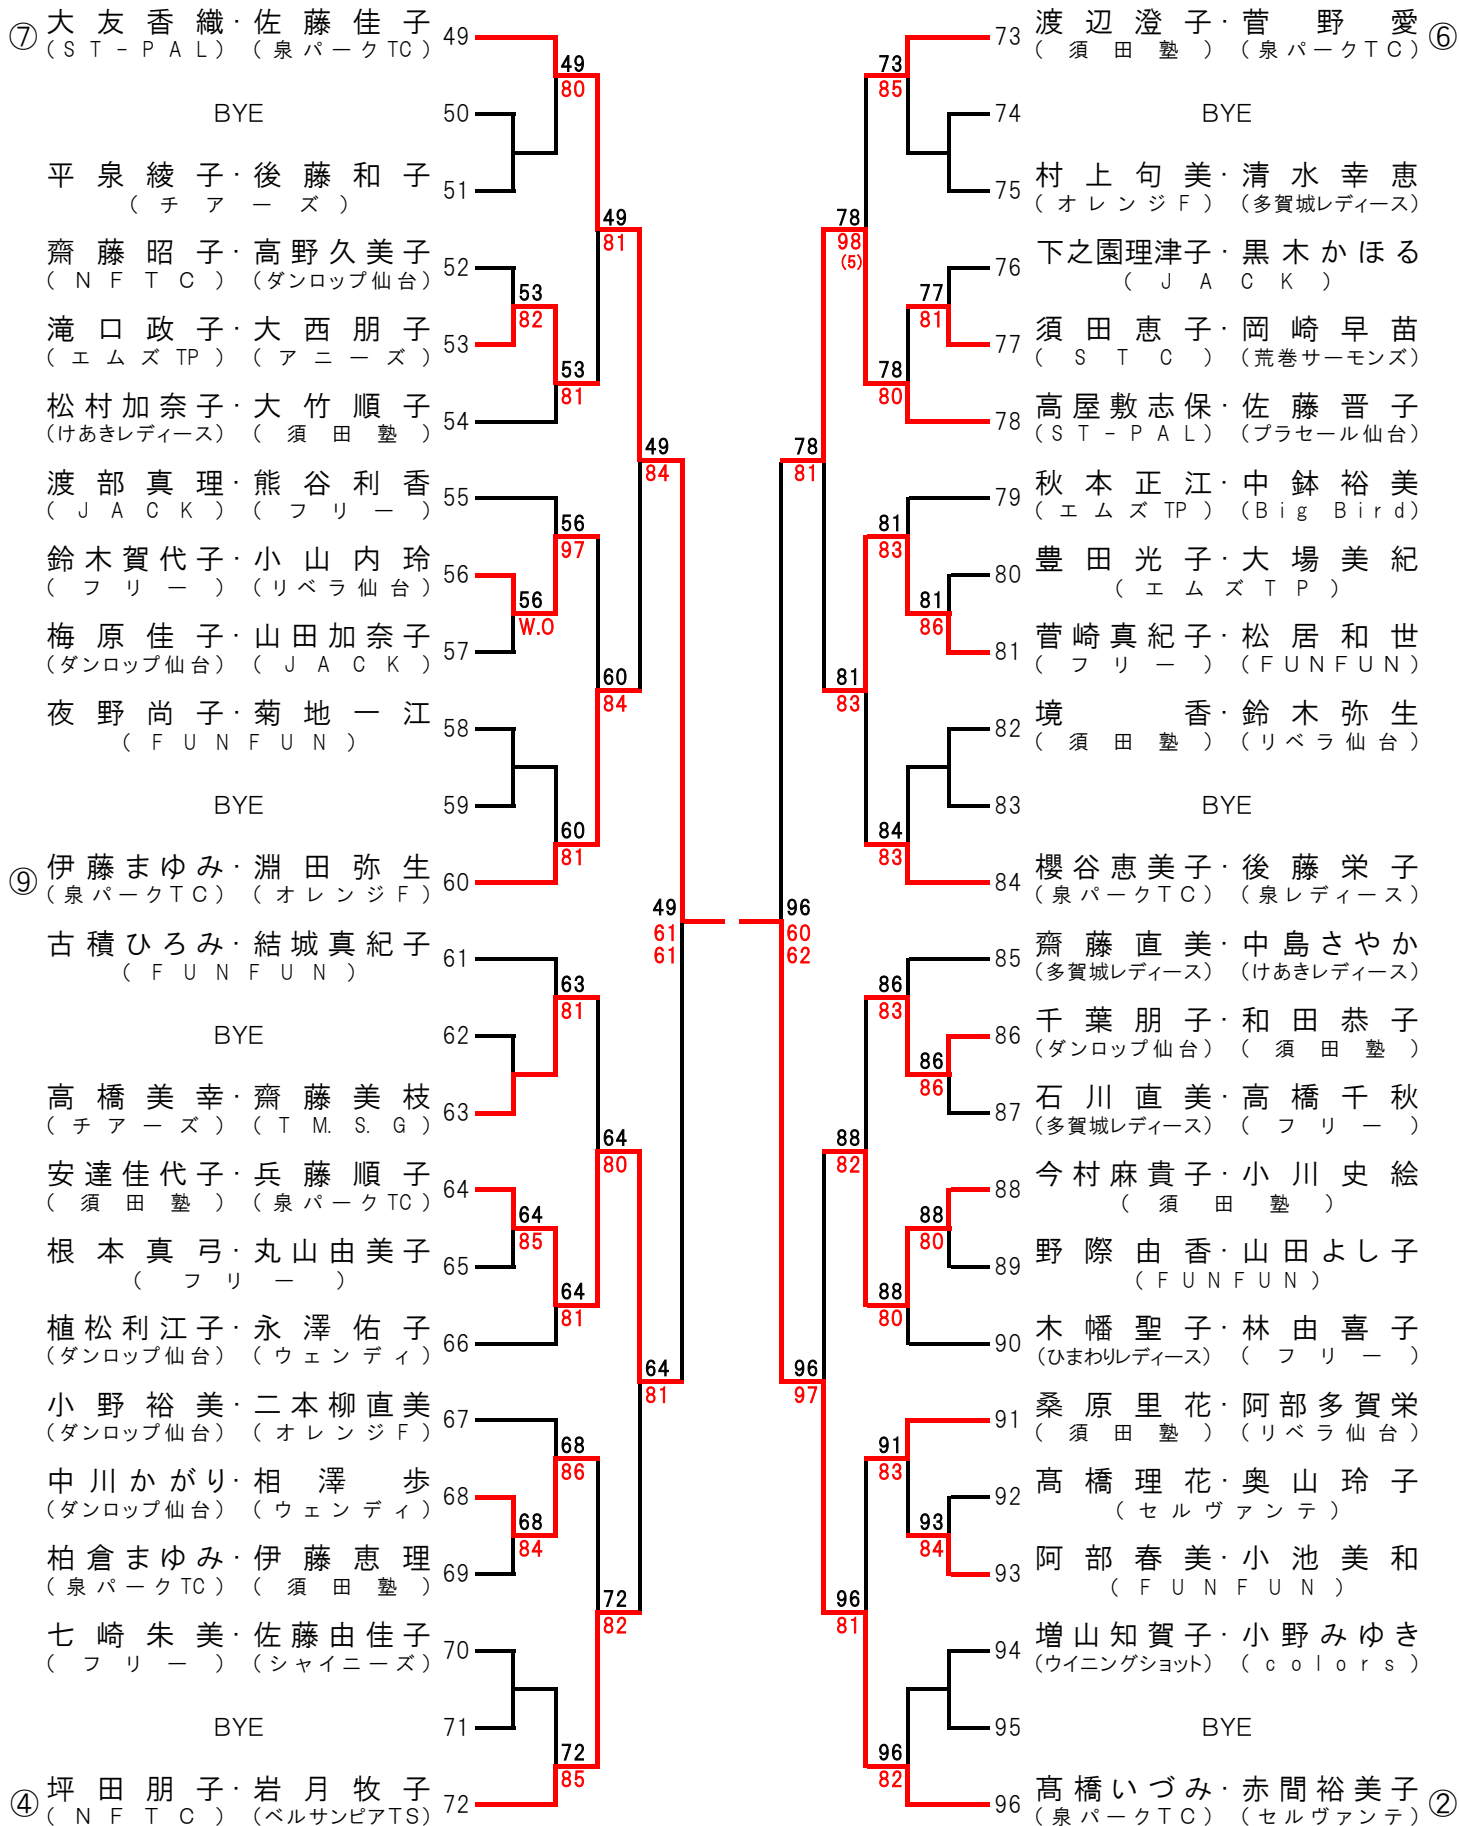 ⑦ 大友香織・佐藤佳子 49
(ST-PAL) (泉パークTC)
BYE 50
平泉綾子・後藤和子 51
(チアーズ)
齋藤昭子・高野久美子 52
(NFTC) (ダンロップ仙台)
滝口政子・大西朋子 53
(エムズTP) (アニーズ)
松村加奈子・大竹順子 54
(けあきレディース) (須田塾)
渡部真理・熊谷利香 55
(JACK) (フリー)
鈴木賀代子・小山内玲 56
(フリー) (リベラ仙台)
梅原佳子・山田加奈子 57
(ダンロップ仙台) (JACK)
夜野尚子・菊地一江 58
(FUNFUN)
BYE 59
⑨ 伊藤まゆみ・淵田弥生 60
(泉パークTC) (オレンジF)
古積ひろみ・結城真紀子 61
(FUNFUN)
BYE 62
高橋美幸・齋藤美枝 63
(チアーズ) (T M. S. G)
安達佳代子・兵藤順子 64
(須田塾) (泉パークTC)
根本真弓・丸山由美子 65
(フリー)
植松利江子・永澤佑子 66
(ダンロップ仙台) (ウェンディ)
小野裕美・二本柳直美 67
(ダンロップ仙台) (オレンジF)
中川かがり・相澤歩 68
(ダンロップ仙台) (ウェンディ)
柏倉まゆみ・伊藤恵理 69
(泉パークTC) (須田塾)
七崎朱美・佐藤由佳子 70
(フリー) (シャイニーズ)
BYE 71
④ 坪田朋子・岩月牧子 72
(NFTC) (ベルサンピアTS)
49
80
53
82
53
81
49
81
56
W.O
56
97
60
81
60
84
49
84
63
81
64
85
64
81
64
80
68
84
68
86
72
85
72
82
64
81
49
61
61
73 渡辺澄子・菅野愛 ⑥
(須田塾) (泉パークTC)
74 BYE
75 村上句美・清水幸恵
(オレンジF) (多賀城レディース)
76 下之園理津子・黒木かほる
(JACK)
77 須田恵子・岡崎早苗
(STC) (荒巻サーモンズ)
78 高屋敷志保・佐藤晋子
(ST-PAL) (プラセール仙台)
79 秋本正江・中鉢裕美
(エムズTP) (Big Bird)
80 豊田光子・大場美紀
(エムズTP)
81 菅崎真紀子・松居和世
(フリー) (FUNFUN)
82 境香・鈴木弥生
(須田塾) (リベラ仙台)
83 BYE
84 櫻谷恵美子・後藤栄子
(泉パークTC) (泉レディース)
85 齋藤直美・中島さやか
(多賀城レディース) (けあきレディース)
86 千葉朋子・和田恭子
(ダンロップ仙台) (須田塾)
87 石川直美・高橋千秋
(多賀城レディース) (フリー)
88 今村麻貴子・小川史絵
(須田塾)
89 野際由香・山田よし子
(FUNFUN)
90 木幡聖子・林由喜子
(ひまわりレディース) (フリー)
91 桑原里花・阿部多賀栄
(須田塾) (リベラ仙台)
92 髙橋理花・奥山玲子
(セルヴァンテ)
93 阿部春美・小池美和
(FUNFUN)
94 増山知賀子・小野みゆき
(ウイニングショット) (colors)
95 BYE
96 髙橋いづみ・赤間裕美子 ②
(泉パークTC) (セルヴァンテ)
73
85
77
81
78
80
78
98
(5)
81
86
81
83
84
83
81
83
78
81
86
86
86
83
88
80
88
80
88
82
93
84
91
83
96
82
96
81
96
97
96
60
62